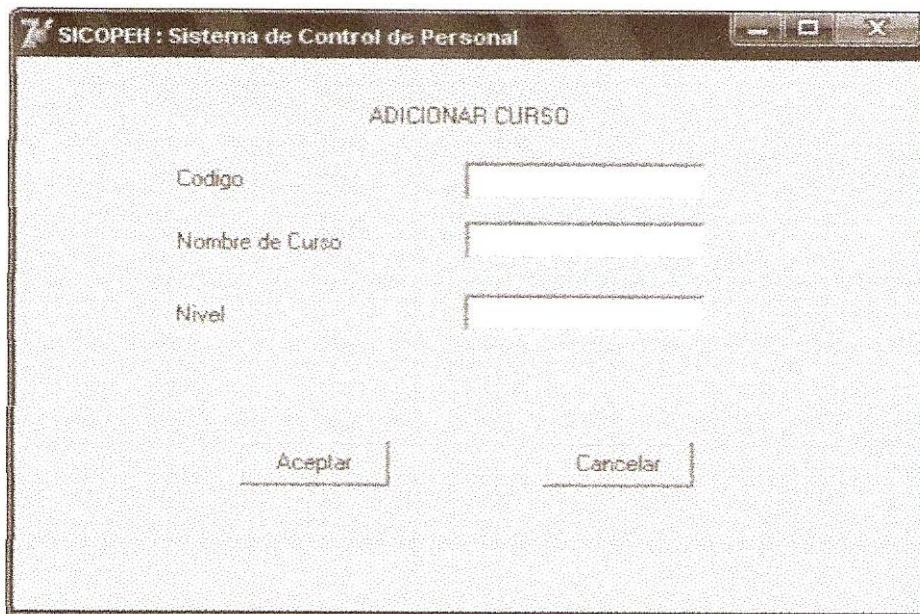 SICOPEH : Sistema de Control de Personal
ADICIONAR CURSO
Codigo
Nombre de Curso
Nivel
Aceptar
Cancelar